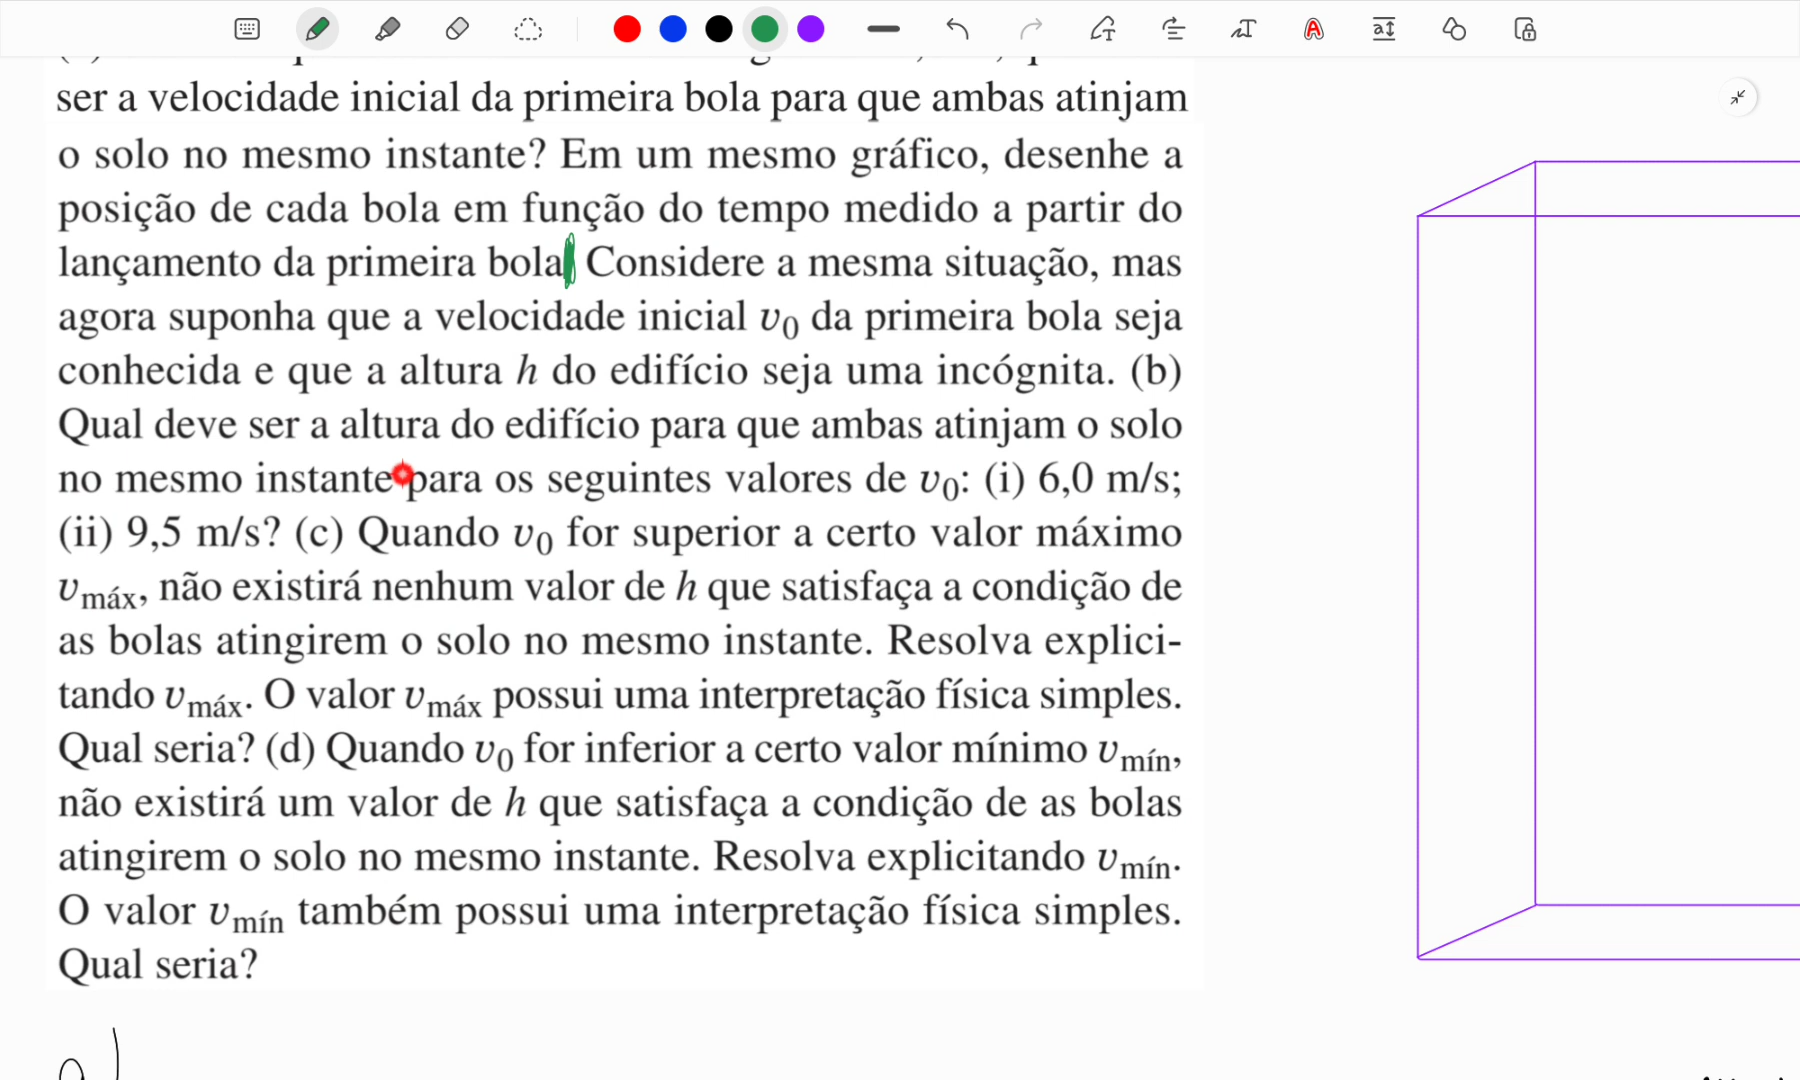 ser a velocidade inicial da primeira bola para que ambas atinjam
o solo no mesmo instante? Em um mesmo gráfico, desenhe a
posição de cada bola em função do tempo medido a partir do
lançamento da primeira bola Considere a mesma situação, mas
agora suponha que a velocidade inicial v₀ da primeira bola seja
conhecida e que a altura h do edifício seja uma incógnita. (b)
Qual deve ser a altura do edifício para que ambas atinjam o solo
no mesmo instante para os seguintes valores de v₀: (i) 6,0 m/s;
(ii) 9,5 m/s? (c) Quando v₀ for superior a certo valor máximo
vmáx, não existirá nenhum valor de h que satisfaça a condição de
as bolas atingirem o solo no mesmo instante. Resolva explici-
tando vmáx. O valor vmáx possui uma interpretação física simples.
Qual seria? (d) Quando v₀ for inferior a certo valor mínimo vmín,
não existirá um valor de h que satisfaça a condição de as bolas
atingirem o solo no mesmo instante. Resolva explicitando vmín.
O valor vmín também possui uma interpretação física simples.
Qual seria?